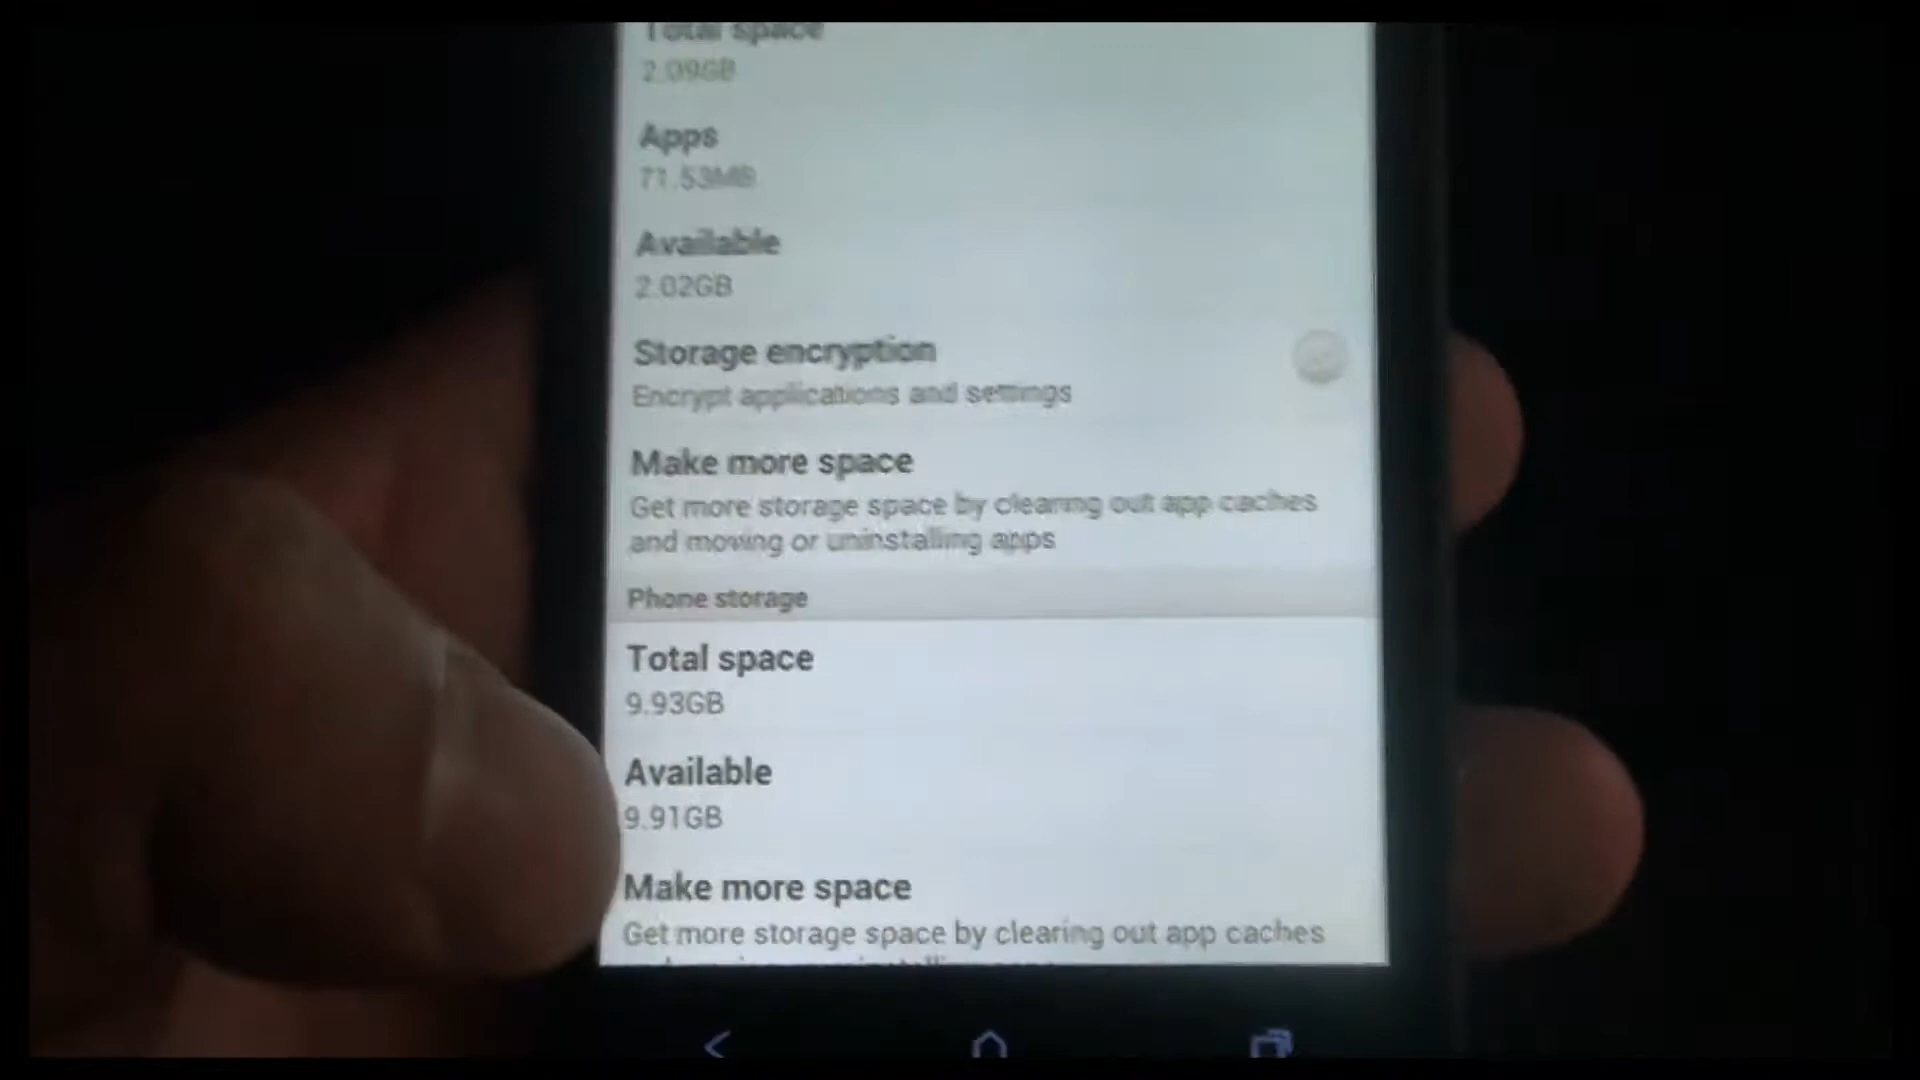 Total space
2.09GB
Apps
71.53MB
Available
2.02GB
Storage encryption
Encrypt applications and settings
Make more space
Get more storage space by clearing out app caches
and moving or uninstalling apps
Phone storage
Total space
9.93GB
Available
9.91GB
Make more space
Get more storage space by clearing out app caches